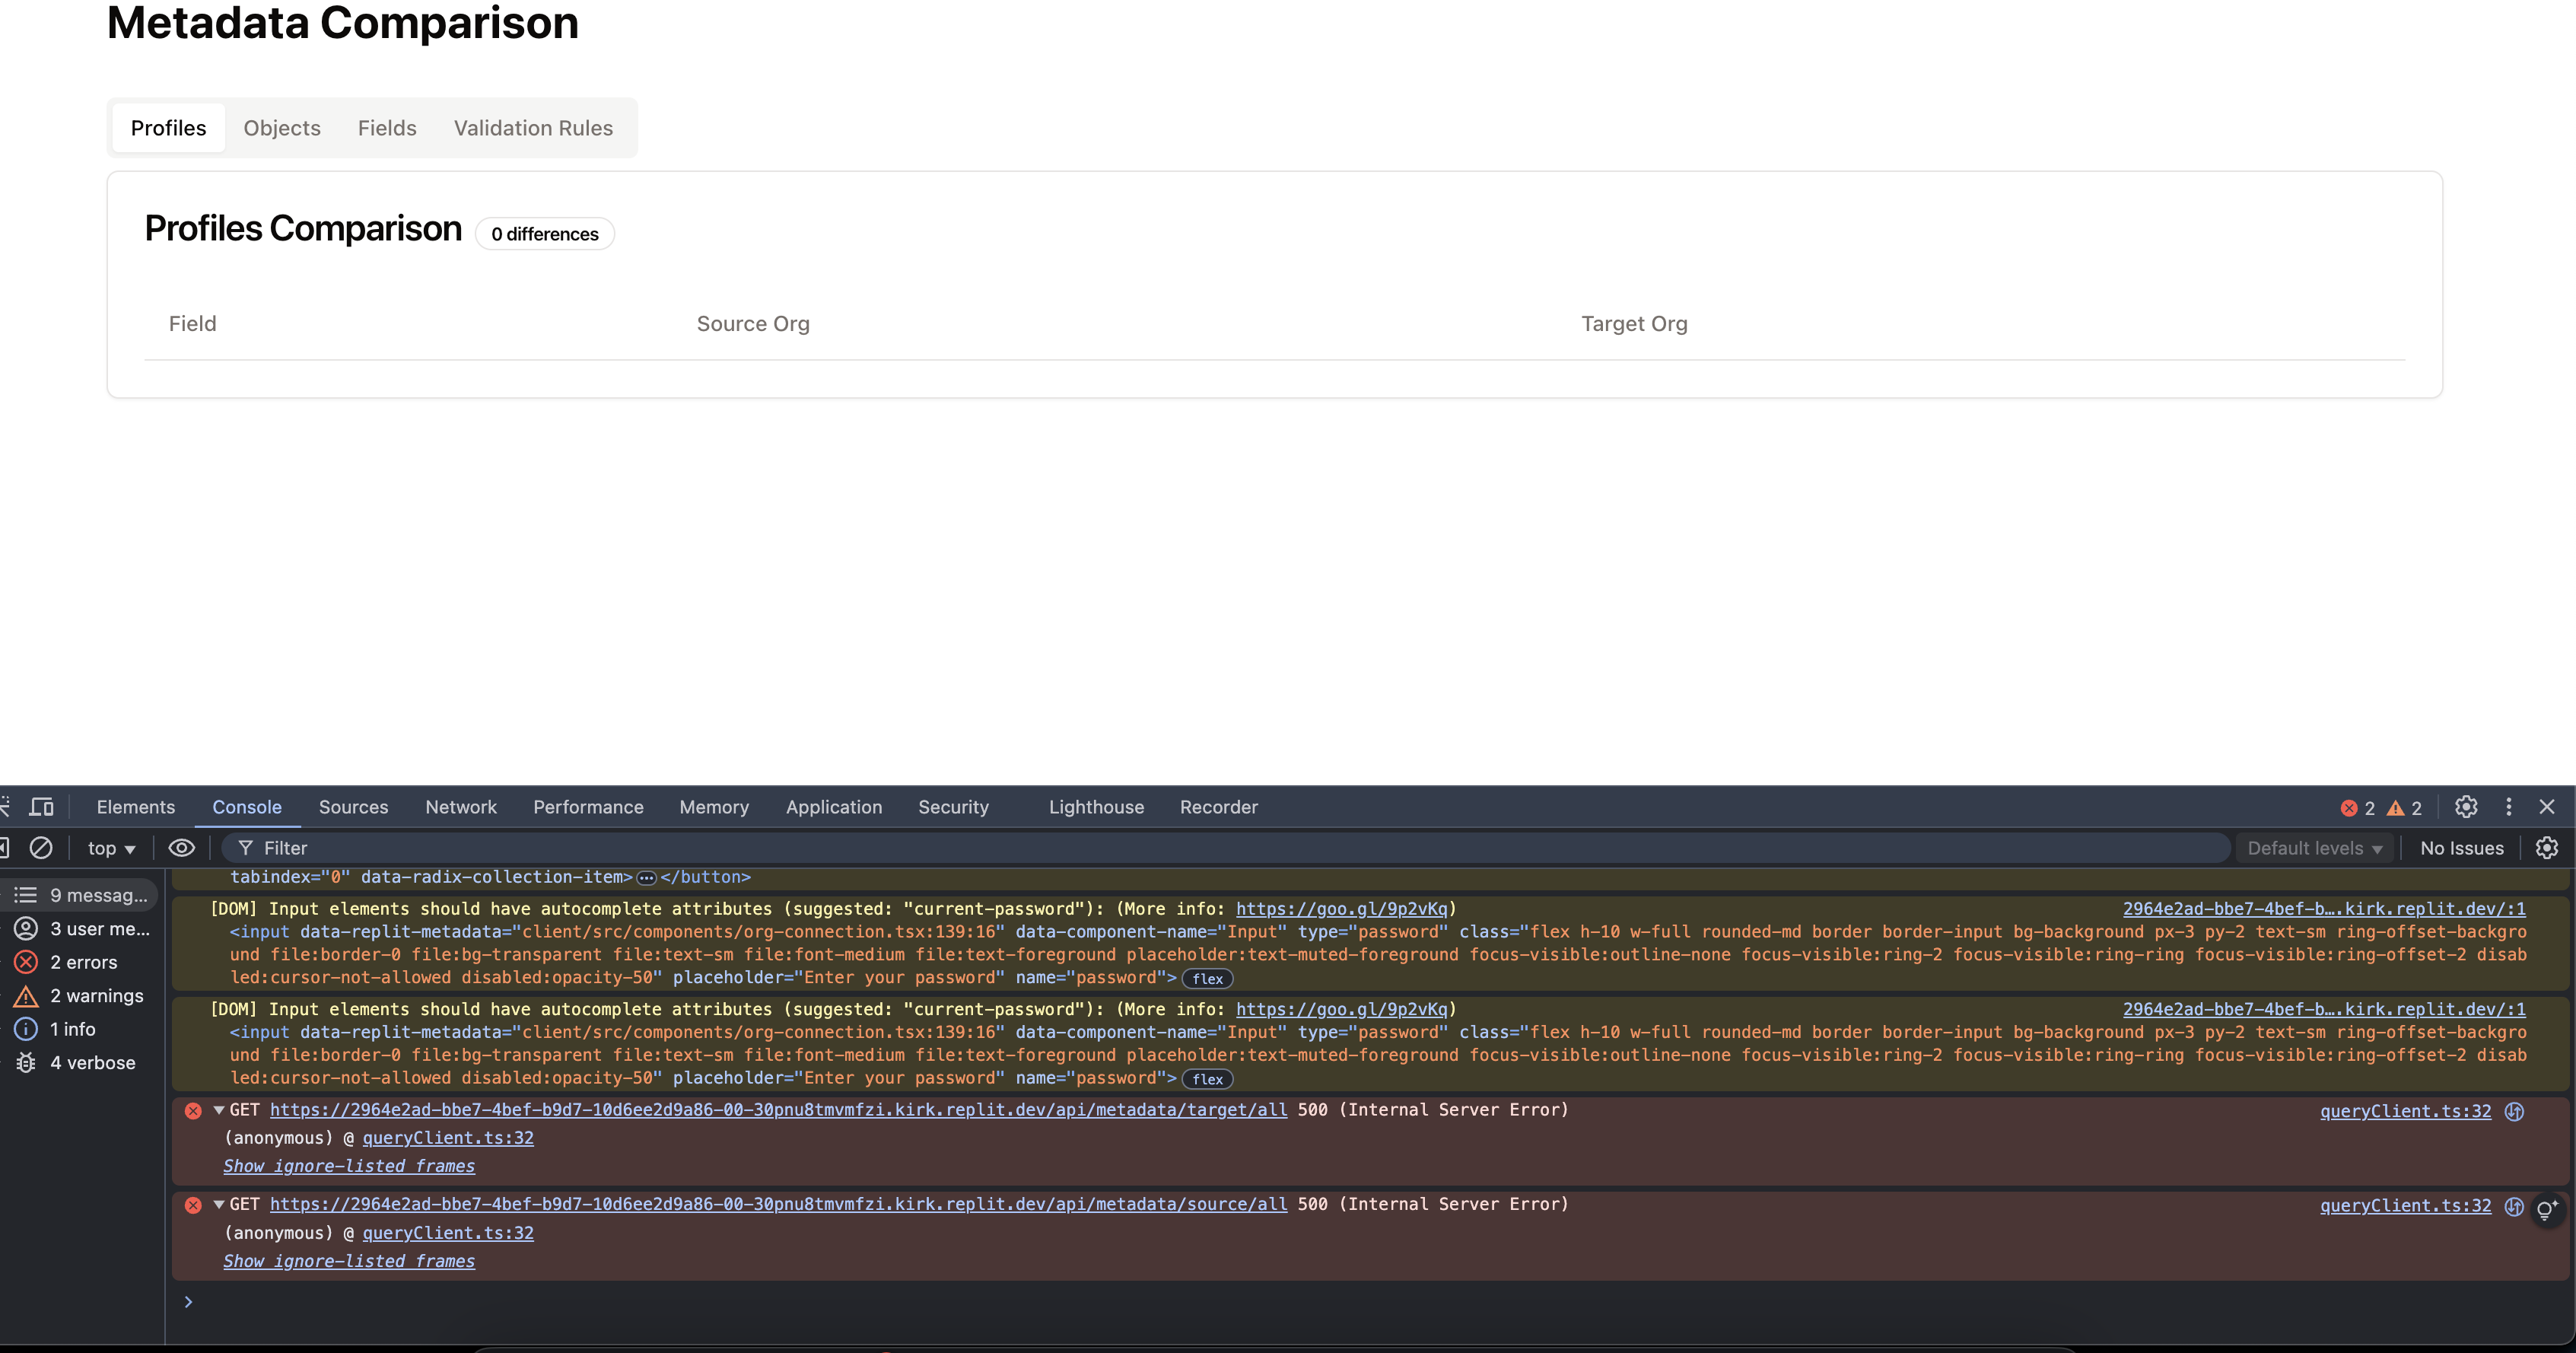 Metadata Comparison
Profiles Objects Fields Validation Rules
Profiles Comparison 0 differences
Field Source Org Target Org
Elements Console Sources Network Performance Memory Application Security Lighthouse Recorder 2 2
top Filter Default levels No Issues
9 messag...
3 user me...
2 errors
2 warnings
1 info
4 verbose
tabindex="0" data-radix-collection-item>…</button>
[DOM] Input elements should have autocomplete attributes (suggested: "current-password"): (More info: https://goo.gl/9p2vKq) 2964e2ad-bbe7-4bef-b….kirk.replit.dev/:1
<input data-replit-metadata="client/src/components/org-connection.tsx:139:16" data-component-name="Input" type="password" class="flex h-10 w-full rounded-md border border-input bg-background px-3 py-2 text-sm ring-offset-backgro
und file:border-0 file:bg-transparent file:text-sm file:font-medium file:text-foreground placeholder:text-muted-foreground focus-visible:outline-none focus-visible:ring-2 focus-visible:ring-ring focus-visible:ring-offset-2 disab
led:cursor-not-allowed disabled:opacity-50" placeholder="Enter your password" name="password"> flex
[DOM] Input elements should have autocomplete attributes (suggested: "current-password"): (More info: https://goo.gl/9p2vKq) 2964e2ad-bbe7-4bef-b….kirk.replit.dev/:1
<input data-replit-metadata="client/src/components/org-connection.tsx:139:16" data-component-name="Input" type="password" class="flex h-10 w-full rounded-md border border-input bg-background px-3 py-2 text-sm ring-offset-backgro
und file:border-0 file:bg-transparent file:text-sm file:font-medium file:text-foreground placeholder:text-muted-foreground focus-visible:outline-none focus-visible:ring-2 focus-visible:ring-ring focus-visible:ring-offset-2 disab
led:cursor-not-allowed disabled:opacity-50" placeholder="Enter your password" name="password"> flex
GET https://2964e2ad-bbe7-4bef-b9d7-10d6ee2d9a86-00-30pnu8tmvmfzi.kirk.replit.dev/api/metadata/target/all 500 (Internal Server Error) queryClient.ts:32
(anonymous) @ queryClient.ts:32
Show ignore-listed frames
GET https://2964e2ad-bbe7-4bef-b9d7-10d6ee2d9a86-00-30pnu8tmvmfzi.kirk.replit.dev/api/metadata/source/all 500 (Internal Server Error) queryClient.ts:32
(anonymous) @ queryClient.ts:32
Show ignore-listed frames